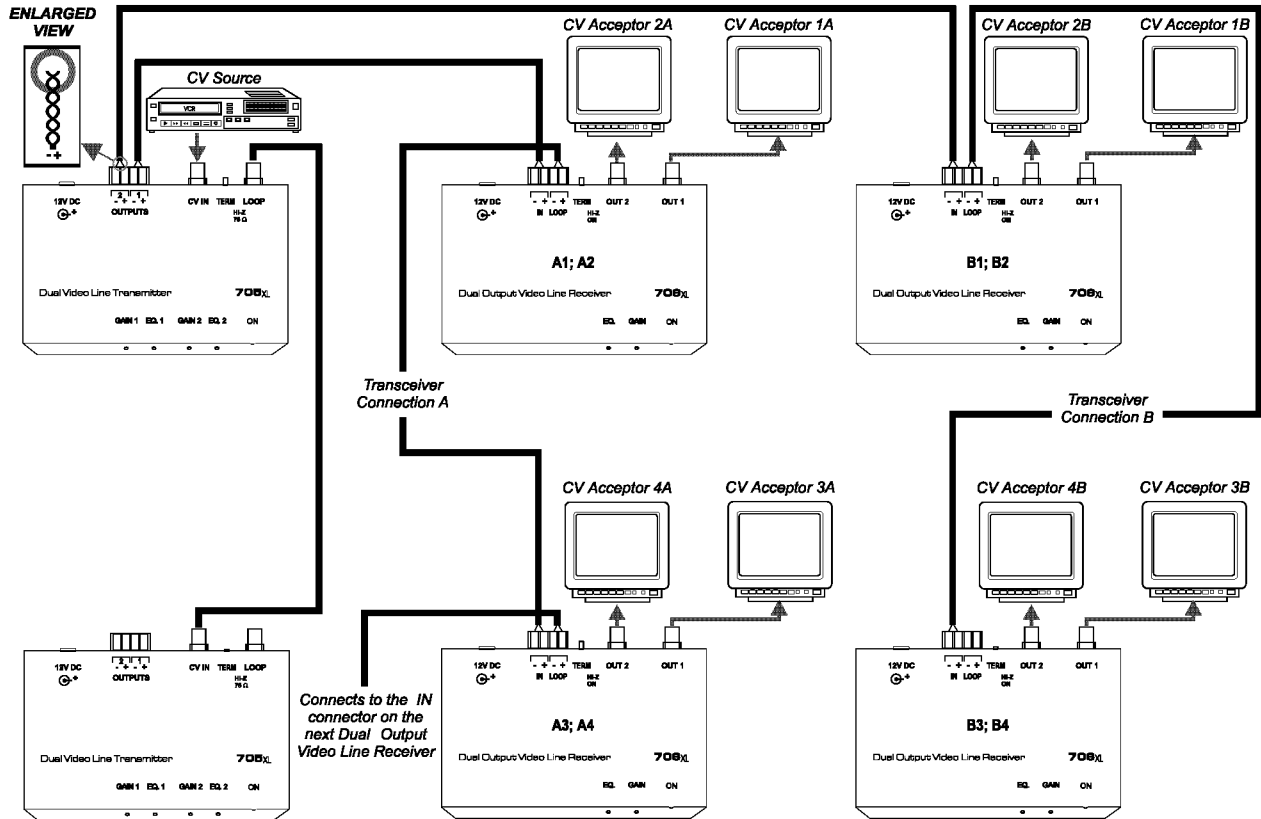 ENLARGED
VIEW
- +
CV Source
VCR
CV Acceptor 2A
CV Acceptor 1A
CV Acceptor 2B
CV Acceptor 1B
12V DC
+
2 1
- + - +
OUTPUTS
CV IN TERM LOOP
HI-Z
75 Ω
Dual Video Line Transmitter 705XL
GAIN 1 EQ. 1 GAIN 2 EQ. 2 ON
12V DC
+
- + - +
IN LOOP
TERM OUT 2 OUT 1
HI-Z
ON
A1; A2
Dual Output Video Line Receiver 706XL
EQ. GAIN ON
12V DC
+
- + - +
IN LOOP
TERM OUT 2 OUT 1
HI-Z
ON
B1; B2
Dual Output Video Line Receiver 706XL
EQ. GAIN ON
Transceiver
Connection A
Transceiver
Connection B
CV Acceptor 4A
CV Acceptor 3A
CV Acceptor 4B
CV Acceptor 3B
12V DC
+
2 1
- + - +
OUTPUTS
CV IN TERM LOOP
HI-Z
75 Ω
Dual Video Line Transmitter 705XL
GAIN 1 EQ. 1 GAIN 2 EQ. 2 ON
Connects to the IN
connector on the
next Dual Output
Video Line Receiver
12V DC
+
- + - +
IN LOOP
TERM OUT 2 OUT 1
HI-Z
ON
A3; A4
Dual Output Video Line Receiver 706XL
EQ. GAIN ON
12V DC
+
- + - +
IN LOOP
TERM OUT 2 OUT 1
HI-Z
ON
B3; B4
Dual Output Video Line Receiver 706XL
EQ. GAIN ON